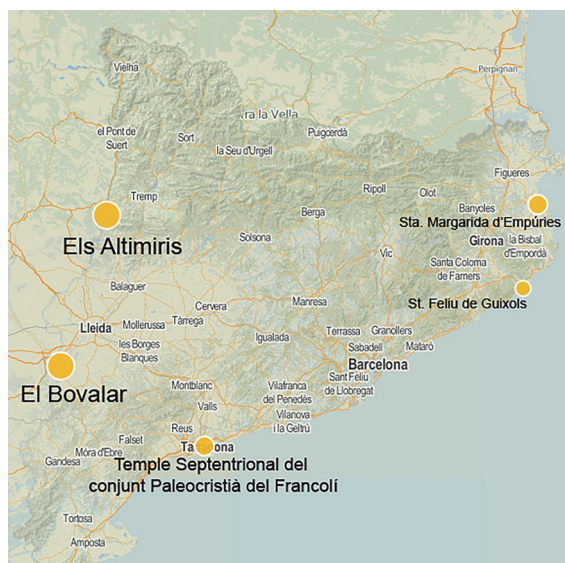 Vielha
Perpignan
el Pont de
Suert
Sort
rra la Vella
Puigcerdà
la Seu d'Urgell
Figueres
Tremp
Ripoll
Olot
Banyoles
Berga
Sta. Margarida d'Empúries
Els Altimiris
Solsona
Vic
Girona
la Bisbal
d'Empordà
Santa Coloma
de Farners
Balaguer
Cervera
Manresa
St. Feliu de Guixols
Lleida
Mollerussa
Tàrrega
Igualada
Terrassa
Granollers
les Borges
Blanques
Sabadell
Mataró
Barcelona
El Bovalar
Montblanc
Vilafranca
del Penedès
Sant Feliu
de Llobregat
Valls
Vilanova
i la Geltrú
Reus
Falset
Móra d'Ebre
Gandesa
Temple Septentrional del
conjunt Paleocristià del Francolí
Tortosa
Amposta